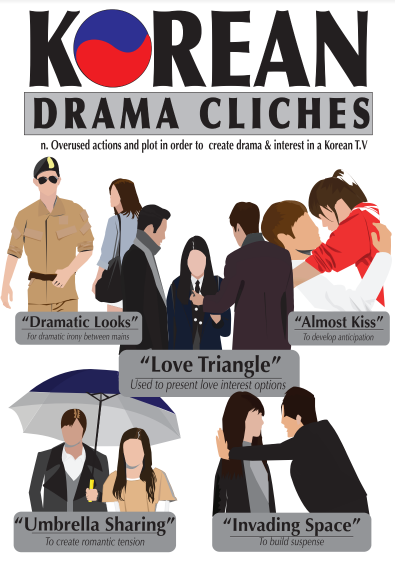 KOREAN
DRAMA CLICHES
n. Overused actions and plot in order to create drama & interest in a Korean T.V
“Dramatic Looks”
For dramatic irony between mains
“Almost Kiss”
To develop anticipation
“Love Triangle”
Used to present love interest options
“Umbrella Sharing”
To create romantic tension
“Invading Space”
To build suspense